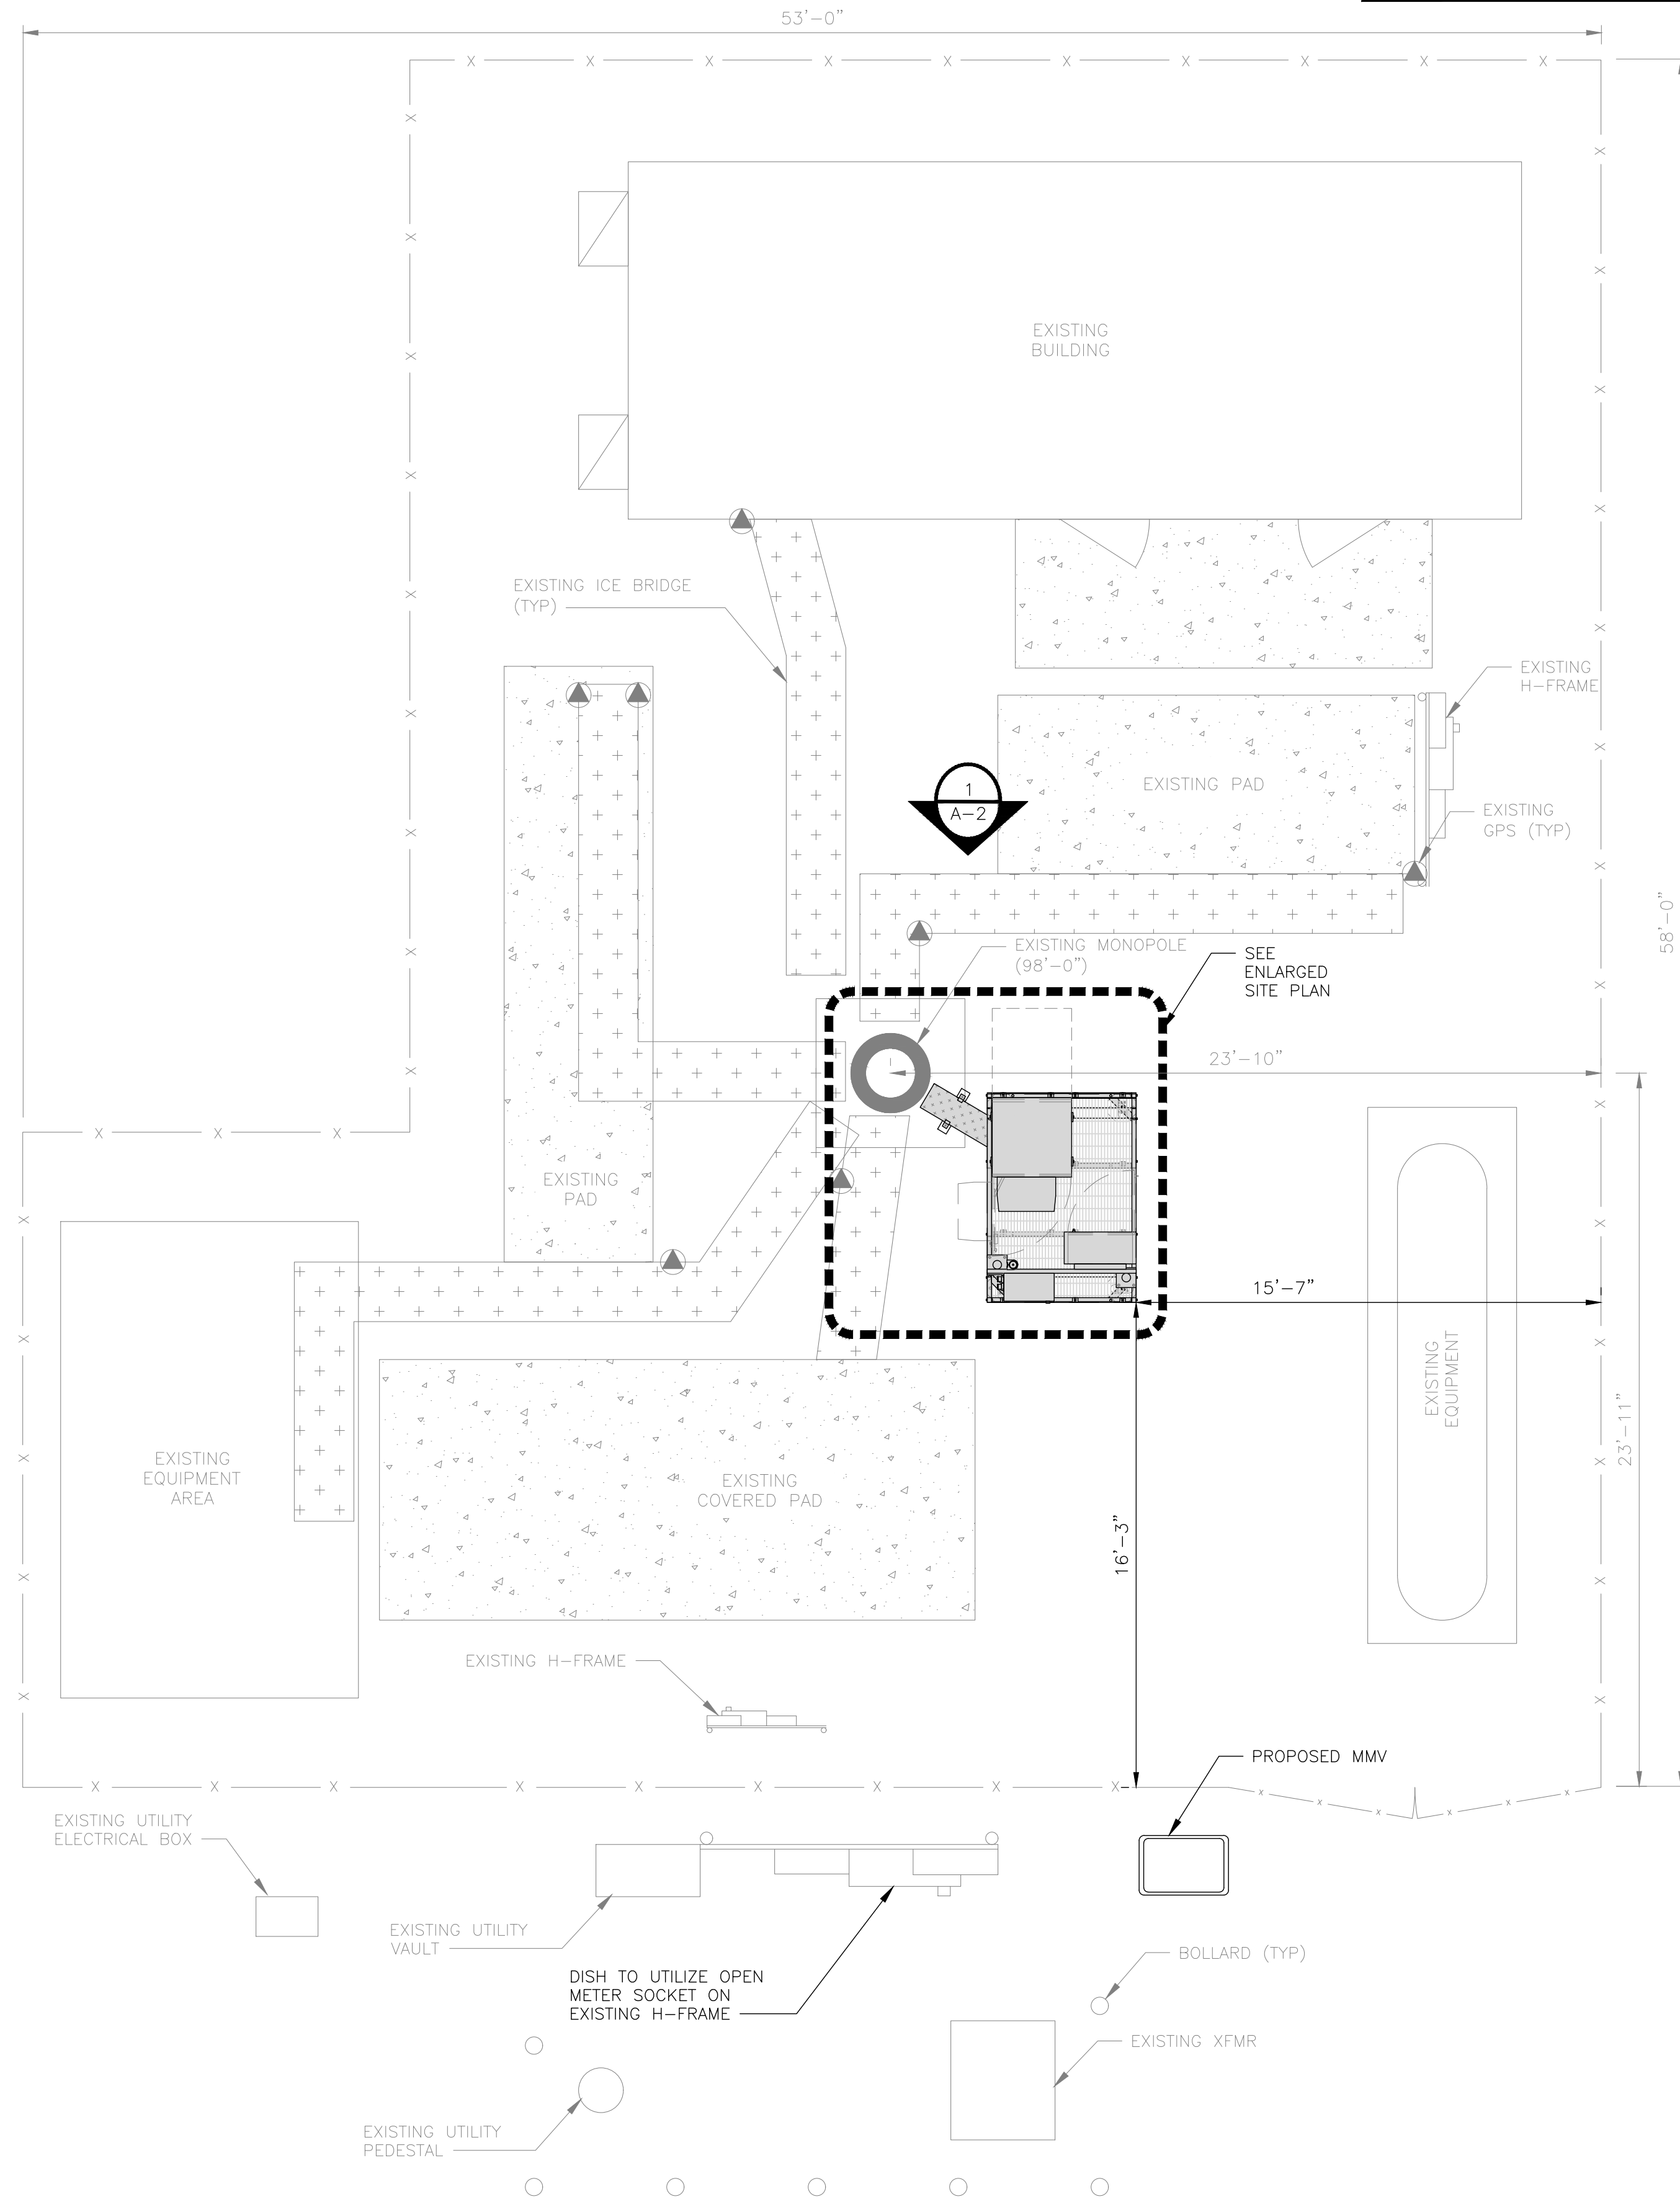 53'-0"
EXISTING
BUILDING
EXISTING ICE BRIDGE
(TYP)
EXISTING
H-FRAME
EXISTING PAD
1
A-2
EXISTING
GPS (TYP)
58'-0"
EXISTING MONOPOLE
(98'-0")
SEE
ENLARGED
SITE PLAN
23'-10"
EXISTING
PAD
15'-7"
EXISTING
EQUIPMENT
23'-11"
EXISTING
EQUIPMENT
AREA
EXISTING
COVERED PAD
16'-3"
EXISTING H-FRAME
PROPOSED MMV
EXISTING UTILITY
ELECTRICAL BOX
EXISTING UTILITY
VAULT
BOLLARD (TYP)
DISH TO UTILIZE OPEN
METER SOCKET ON
EXISTING H-FRAME
EXISTING XFMR
EXISTING UTILITY
PEDESTAL